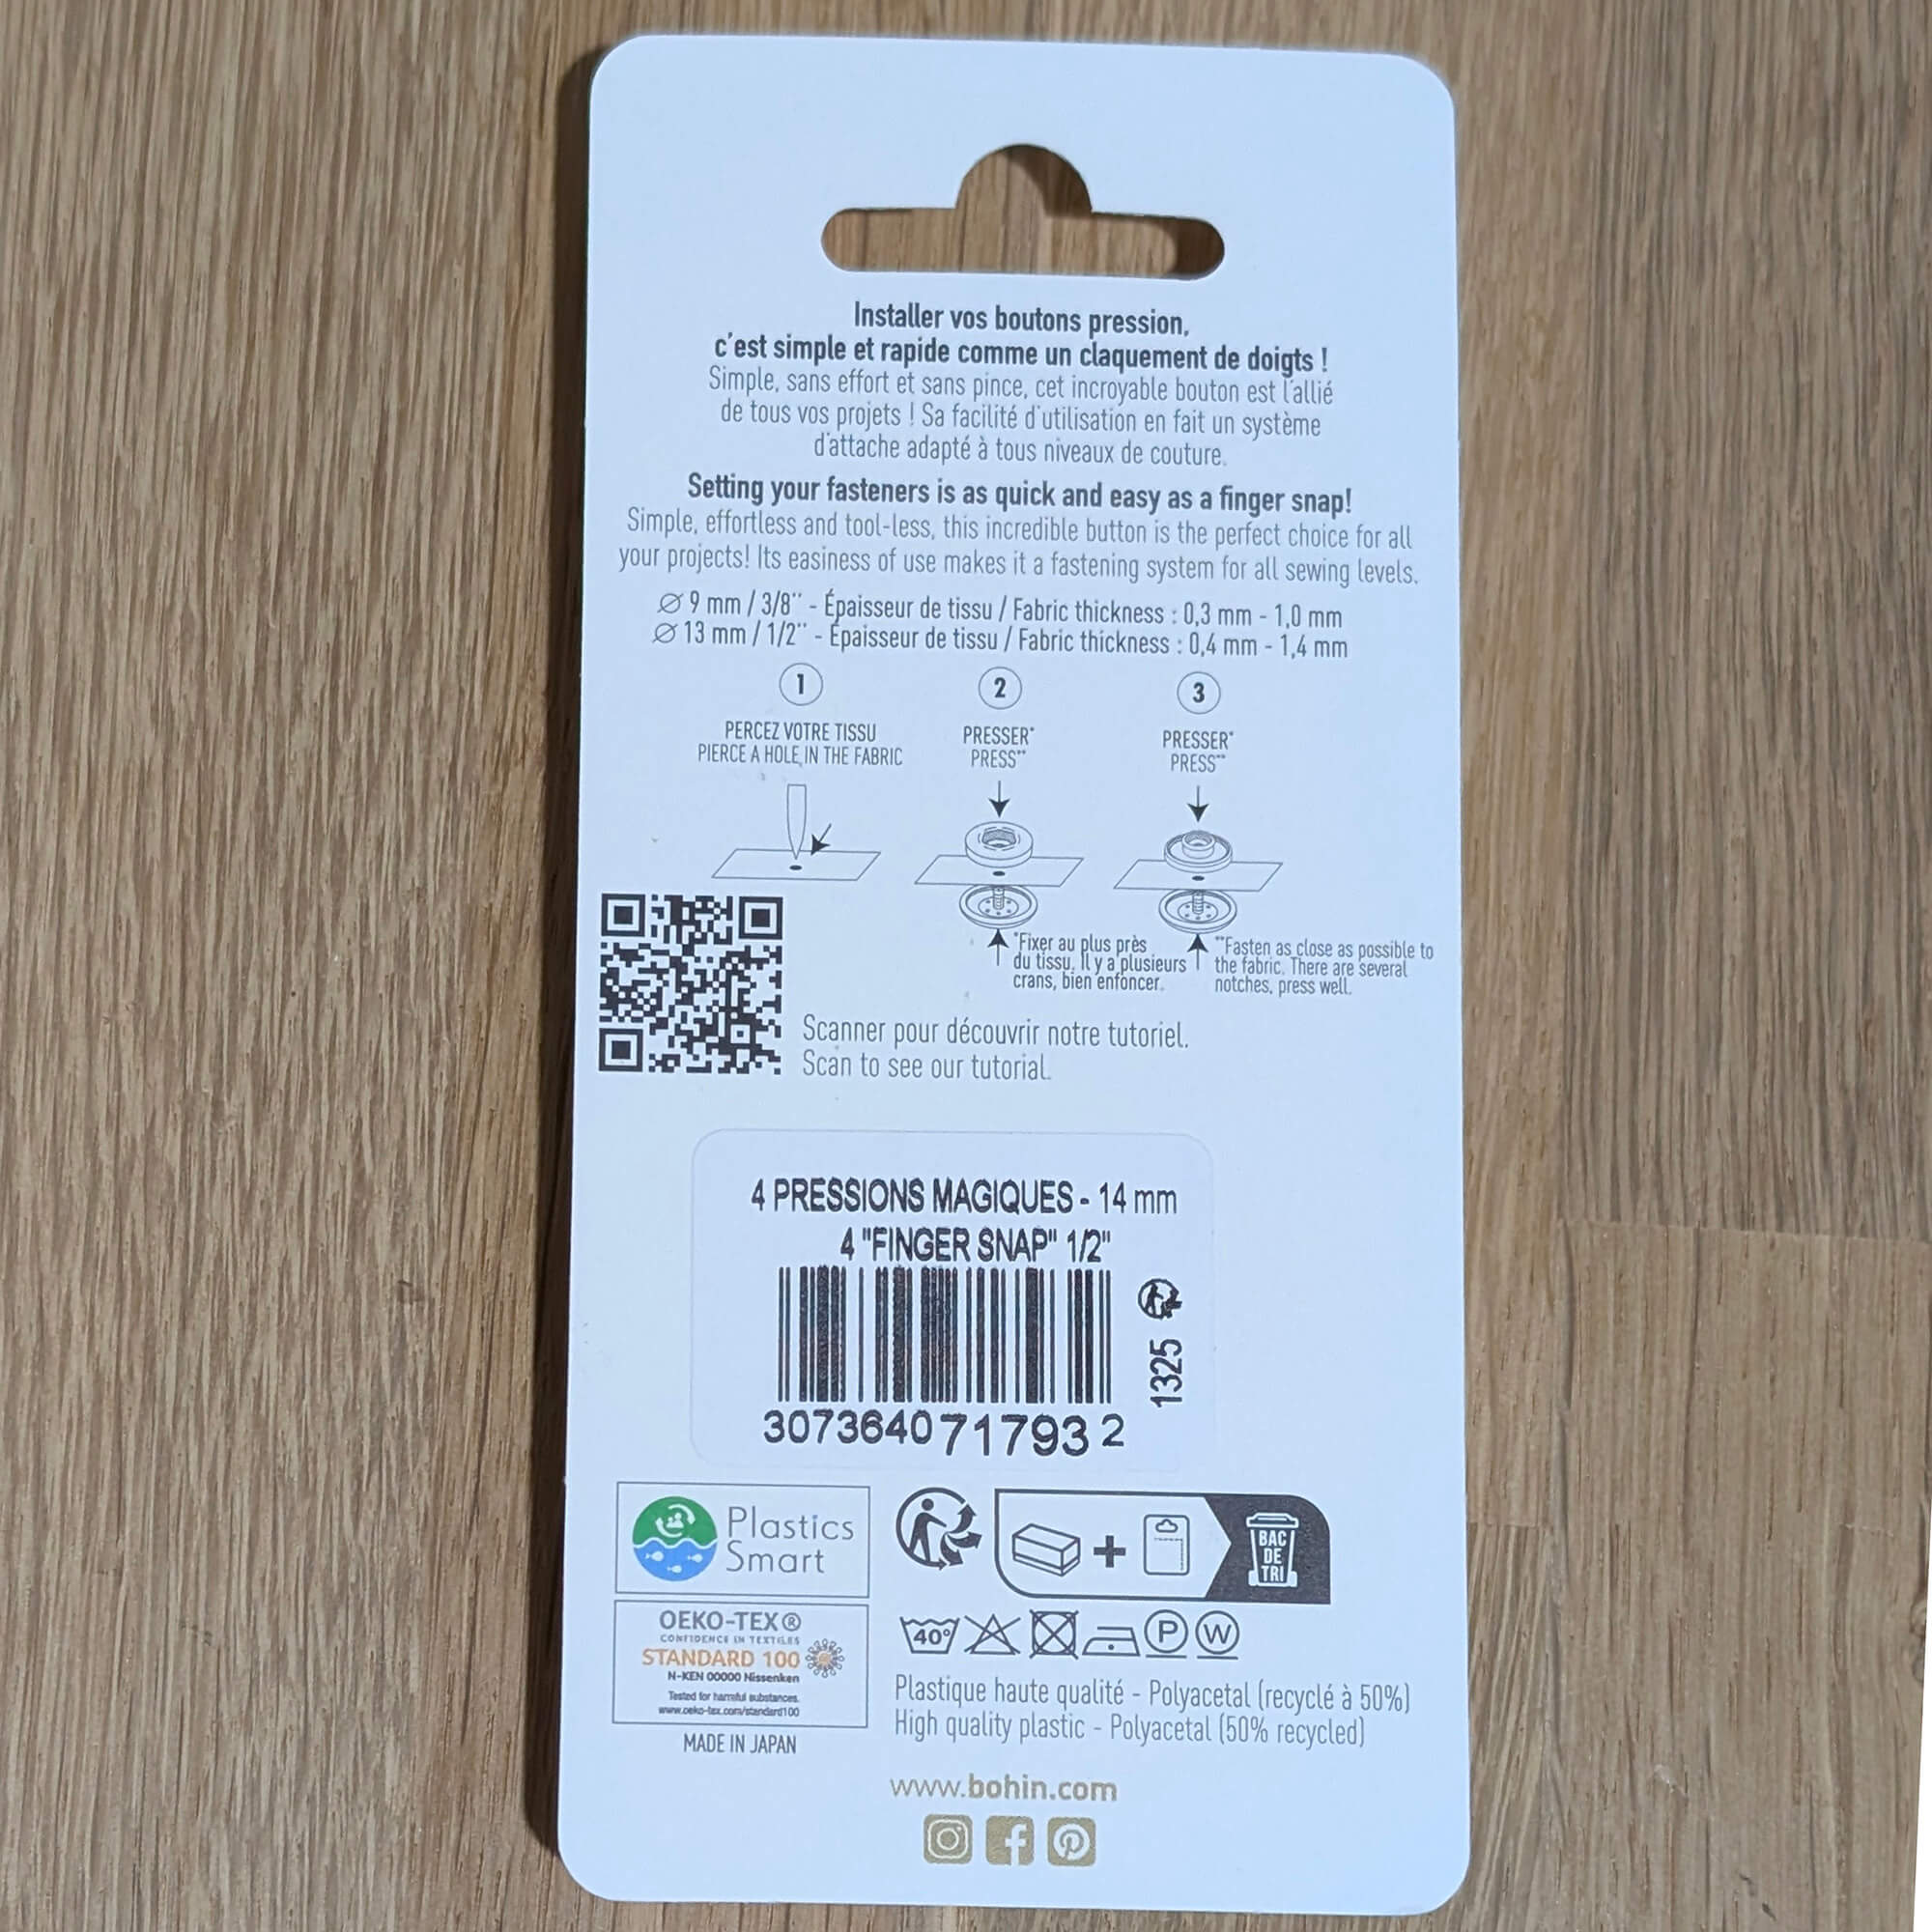 Installer vos boutons pression,
c'est simple et rapide comme un claquement de doigts !
Simple, sans effort et sans pince, cet incroyable bouton est l'allié
de tous vos projets ! Sa facilité d'utilisation en fait un système
d'attache adapté à tous niveaux de couture.
Setting your fasteners is as quick and easy as a finger snap!
Simple, effortless and tool-less, this incredible button is the perfect choice for all
your projects! Its easiness of use makes it a fastening system for all sewing levels.
∅ 9 mm / 3/8'' - Épaisseur de tissu / Fabric thickness : 0,3 mm - 1,0 mm
∅ 13 mm / 1/2'' - Épaisseur de tissu / Fabric thickness : 0,4 mm - 1,4 mm
1
PERCEZ VOTRE TISSU
PIERCE A HOLE IN THE FABRIC
2
PRESSER*
PRESS**
3
PRESSER*
PRESS**
*Fixer au plus près
du tissu. Il y a plusieurs
crans, bien enfoncer.
**Fasten as close as possible to
the fabric. There are several
notches, press well.
Scanner pour découvrir notre tutoriel.
Scan to see our tutorial.
4 PRESSIONS MAGIQUES - 14 mm
4 "FINGER SNAP" 1/2"
1325
3073640717932
Plastics
Smart
BAC
DE
TRI
OEKO-TEX®
CONFIDENCE IN TEXTILES
STANDARD 100
N-KEN 00000 Nissenken
Tested for harmful substances.
www.oeko-tex.com/standard100
MADE IN JAPAN
40°
P
W
Plastique haute qualité - Polyacetal (recyclé à 50%)
High quality plastic - Polyacetal (50% recycled)
www.bohin.com